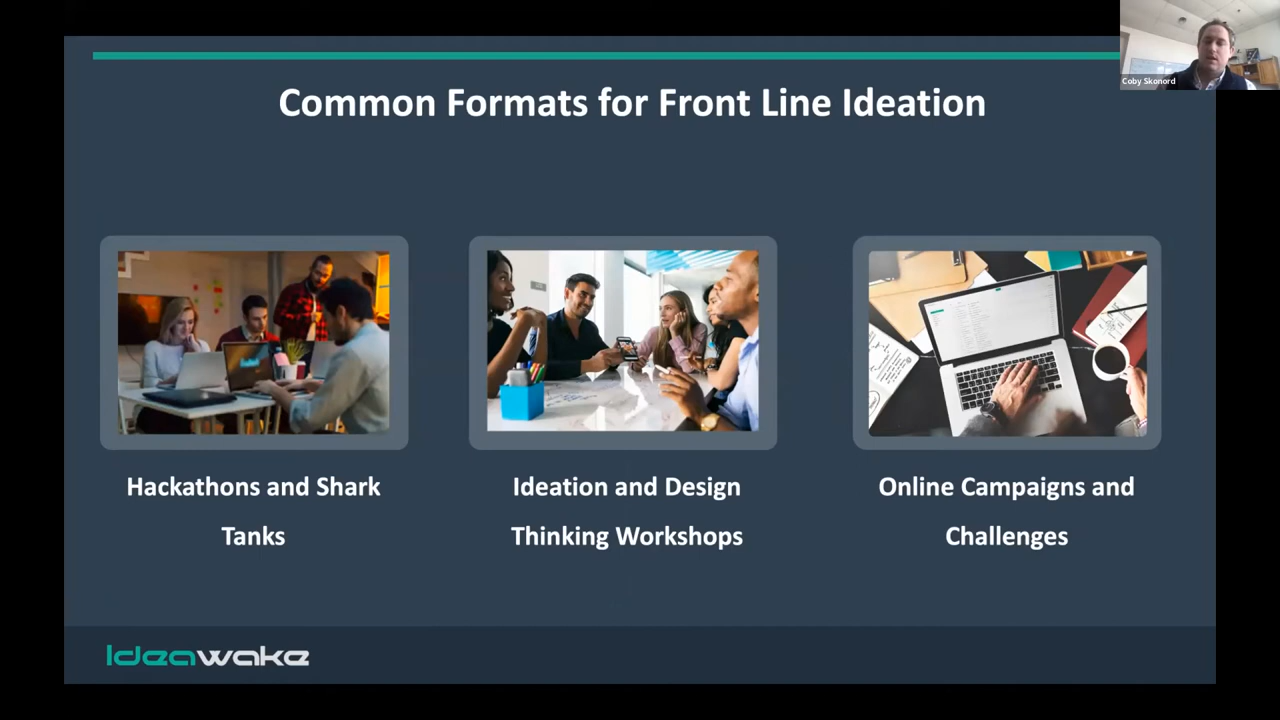 Coby Skonord
Common Formats for Front Line Ideation
Hackathons and Shark
Tanks
Ideation and Design
Thinking Workshops
Online Campaigns and
Challenges
Ideawake